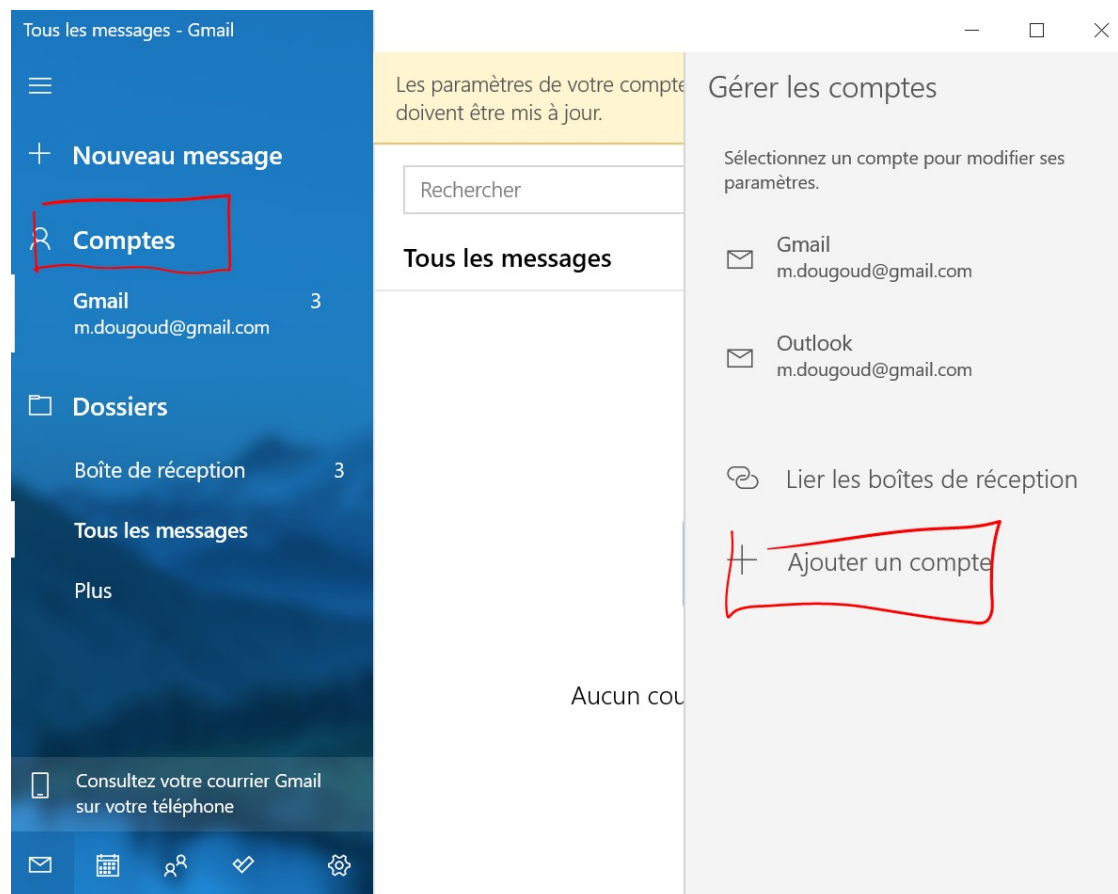 Tous les messages - Gmail
Nouveau message
Comptes
Gmail 3
m.dougoud@gmail.com
Dossiers
Boîte de réception 3
Tous les messages
Plus
Consultez votre courrier Gmail
sur votre téléphone
Les paramètres de votre compte
doivent être mis à jour.
Rechercher
Tous les messages
Aucun cou
Gérer les comptes
Sélectionnez un compte pour modifier ses
paramètres.
Gmail
m.dougoud@gmail.com
Outlook
m.dougoud@gmail.com
Lier les boîtes de réception
Ajouter un compte